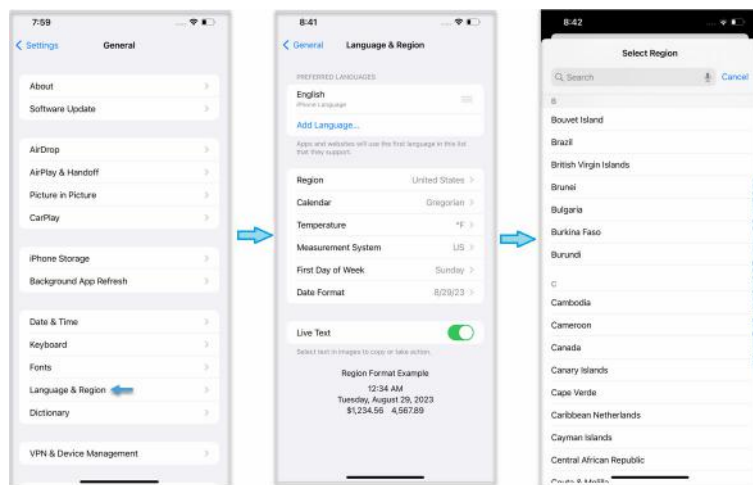 7:59
Settings
General
About
Software Update
AirDrop
AirPlay & Handoff
Picture in Picture
CarPlay
iPhone Storage
Background App Refresh
Date & Time
Keyboard
Fonts
Language & Region
Dictionary
VPN & Device Management
8:41
General
Language & Region
PREFERRED LANGUAGES
English
iPhone Language
Add Language...
Apps and websites will use the first language in this list
that they support.
Region United States
Calendar Gregorian
Temperature °F
Measurement System US
First Day of Week Sunday
Date Format 8/29/23
Live Text
Select text in images to copy or take action.
Region Format Example
12:34 AM
Tuesday, August 29, 2023
$1,234.56 4,567.89
8:42
Select Region
Search
Cancel
B
Bouvet Island
Brazil
British Virgin Islands
Brunei
Bulgaria
Burkina Faso
Burundi
C
Cambodia
Cameroon
Canada
Canary Islands
Cape Verde
Caribbean Netherlands
Cayman Islands
Central African Republic
Ceuta & Melilla